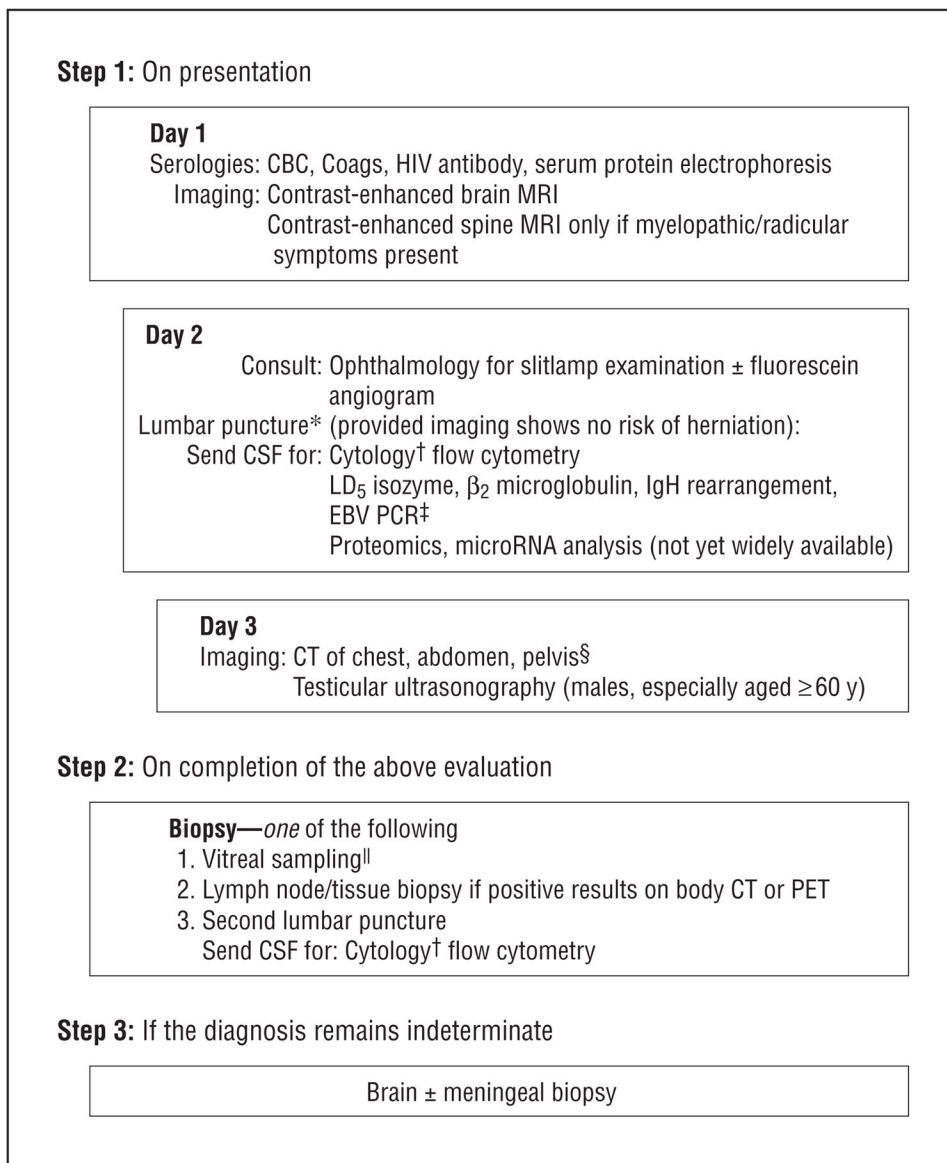 Step 1: On presentation
Day 1
Serologies: CBC, Coags, HIV antibody, serum protein electrophoresis
Imaging: Contrast-enhanced brain MRI
Contrast-enhanced spine MRI only if myelopathic/radicular
symptoms present
Day 2
Consult: Ophthalmology for slitlamp examination ± fluorescein
angiogram
Lumbar puncture* (provided imaging shows no risk of herniation):
Send CSF for: Cytology† flow cytometry
LD₅ isozyme, β₂ microglobulin, IgH rearrangement,
EBV PCR‡
Proteomics, microRNA analysis (not yet widely available)
Day 3
Imaging: CT of chest, abdomen, pelvis§
Testicular ultrasonography (males, especially aged ≥60 y)
Step 2: On completion of the above evaluation
Biopsy—one of the following
1. Vitreal sampling||
2. Lymph node/tissue biopsy if positive results on body CT or PET
3. Second lumbar puncture
Send CSF for: Cytology† flow cytometry
Step 3: If the diagnosis remains indeterminate
Brain ± meningeal biopsy